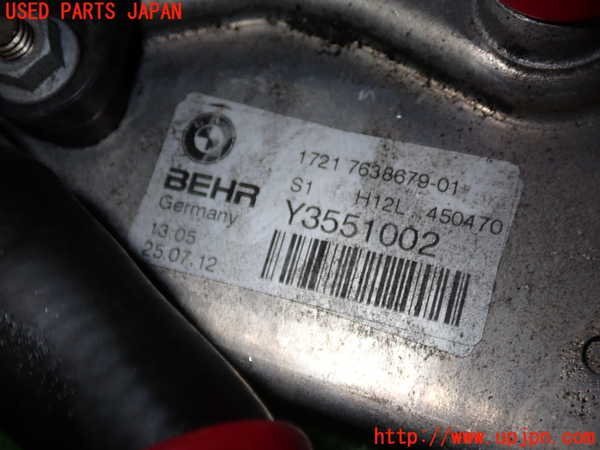 USED PARTS JAPAN
1721 7638679-01
BEHR
Germany
S1 H12L 450470
Y3551002
13:05
25.07.12
http://www.upjpn.com/